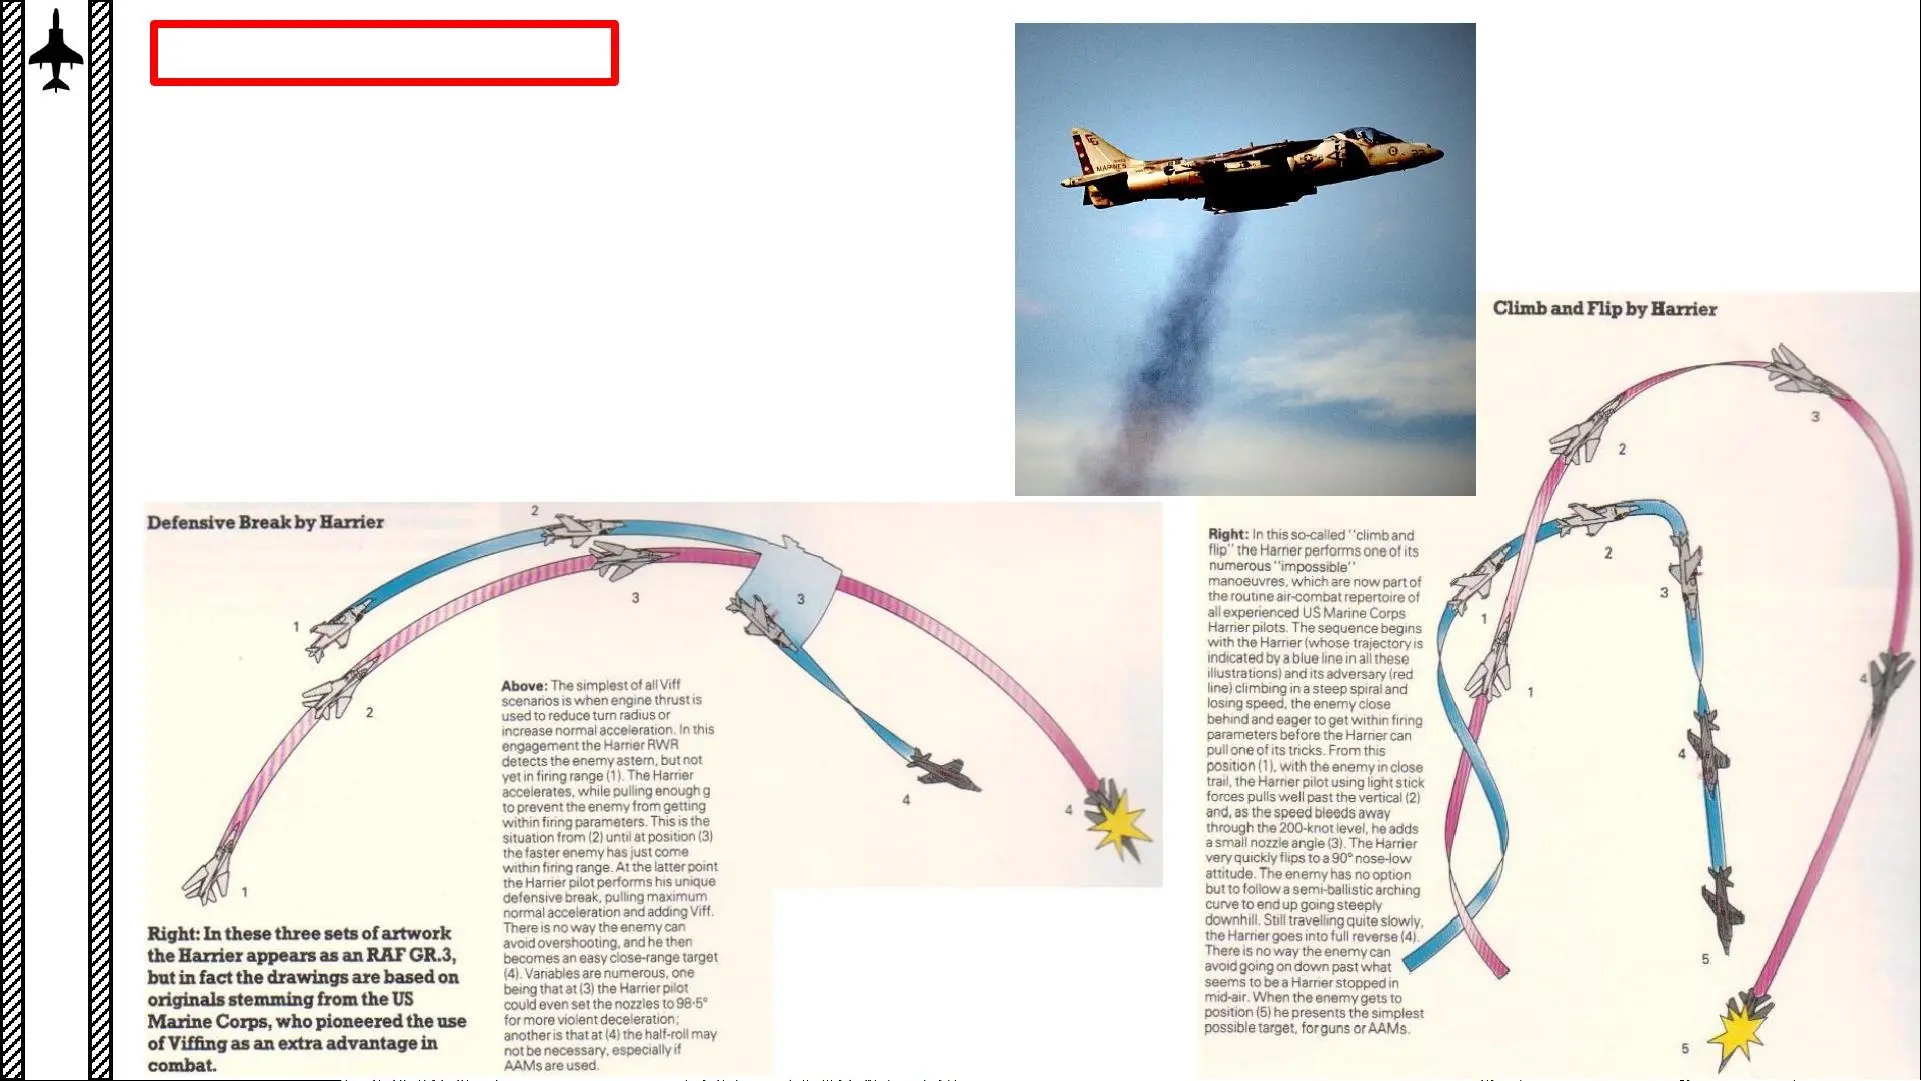 MARINES
Climb and Flip by Harrier
3
2
2
3
1
1
4
4
5
5
Defensive Break by Harrier
2
1
3
3
2
4
4
1
Above: The simplest of all Viff
scenarios is when engine thrust is
used to reduce turn radius or
increase normal acceleration. In this
engagement the Harrier RWR
detects the enemy astern, but not
yet in firing range (1). The Harrier
accelerates, while pulling enough g
to prevent the enemy from getting
within firing parameters. This is the
situation from (2) until at position (3)
the faster enemy has just come
within firing range. At the latter point
the Harrier pilot performs his unique
defensive break, pulling maximum
normal acceleration and adding Viff.
There is no way the enemy can
avoid overshooting, and he then
becomes an easy close-range target
(4). Variables are numerous, one
being that at (3) the Harrier pilot
could even set the nozzles to 98·5°
for more violent deceleration;
another is that at (4) the half-roll may
not be necessary, especially if
AAMs are used.
Right: In these three sets of artwork
the Harrier appears as an RAF GR.3,
but in fact the drawings are based on
originals stemming from the US
Marine Corps, who pioneered the use
of Viffing as an extra advantage in
combat.
Right: In this so-called "climb and
flip" the Harrier performs one of its
numerous "impossible"
manoeuvres, which are now part of
the routine air-combat repertoire of
all experienced US Marine Corps
Harrier pilots. The sequence begins
with the Harrier (whose trajectory is
indicated by a blue line in all these
illustrations) and its adversary (red
line) climbing in a steep spiral and
losing speed, the enemy close
behind and eager to get within firing
parameters before the Harrier can
pull one of its tricks. From this
position (1), with the enemy in close
trail, the Harrier pilot using light stick
forces pulls well past the vertical (2)
and, as the speed bleeds away
through the 200-knot level, he adds
a small nozzle angle (3). The Harrier
very quickly flips to a 90° nose-low
attitude. The enemy has no option
but to follow a semi-ballistic arching
curve to end up going steeply
downhill. Still travelling quite slowly,
the Harrier goes into full reverse (4).
There is no way the enemy can
avoid going on down past what
seems to be a Harrier stopped in
mid-air. When the enemy gets to
position (5) he presents the simplest
possible target, for guns or AAMs.